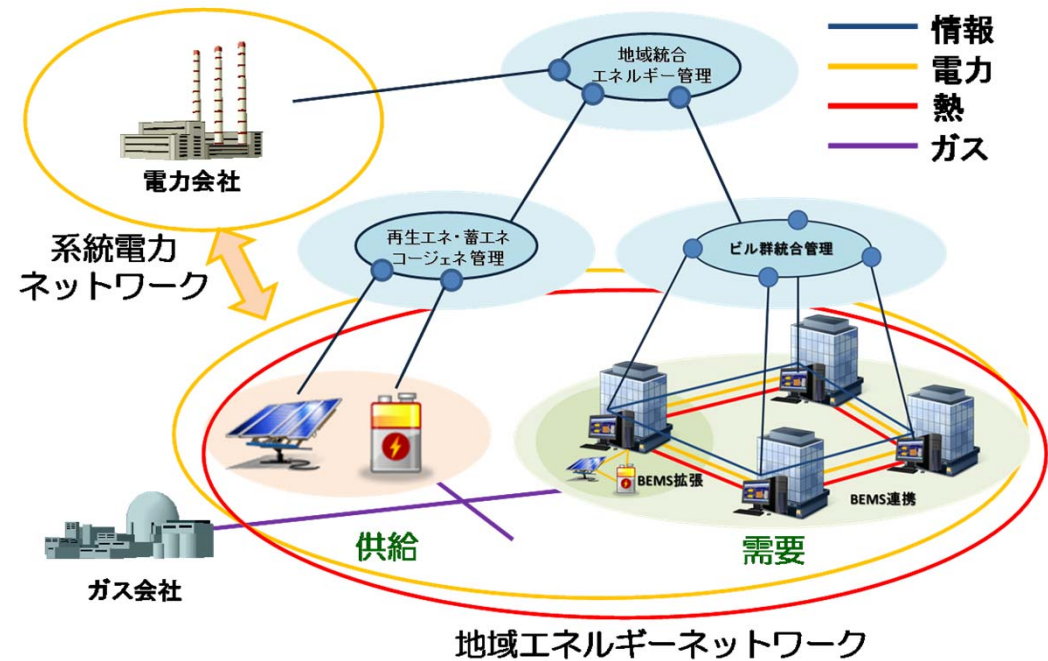 情報
電力
熱
ガス
地域統合
エネルギー管理
電力会社
系統電力
ネットワーク
再生エネ・蓄エネ
コージェネ管理
ビル群統合管理
BEMS拡張
BEMS連携
供給
需要
ガス会社
地域エネルギーネットワーク